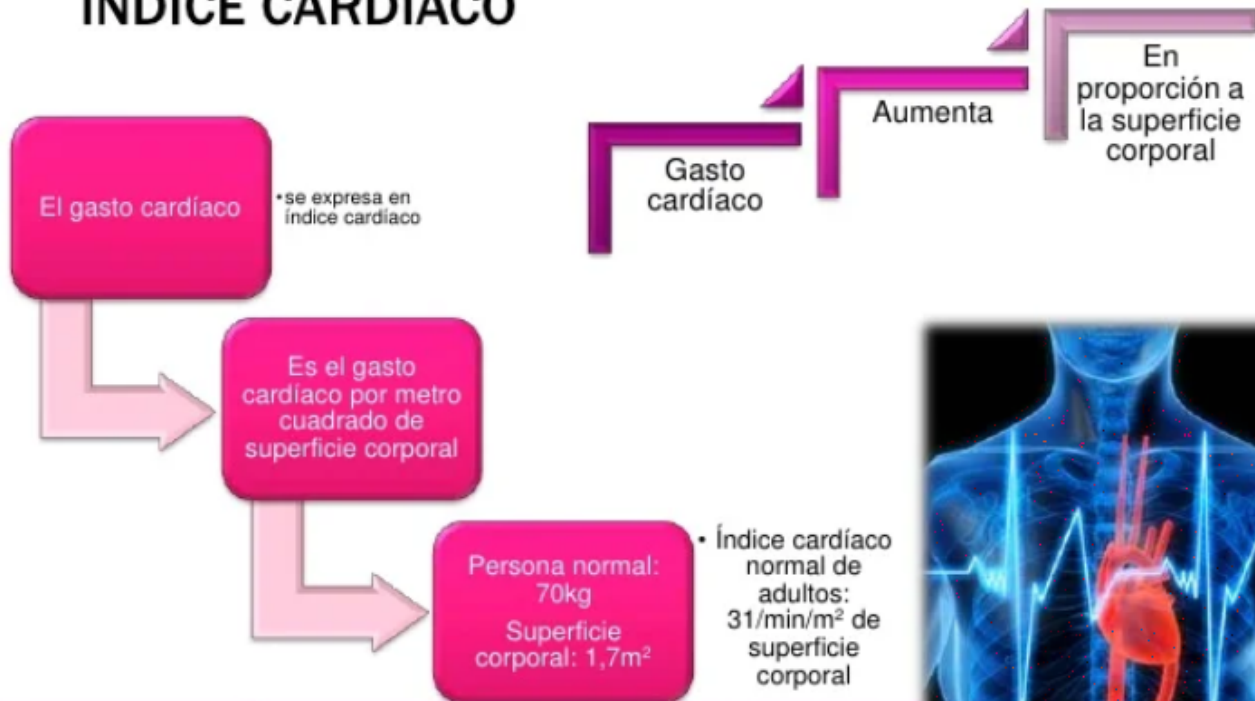 ÍNDICE CARDÍACO
El gasto cardíaco
•se expresa en
índice cardíaco
Es el gasto
cardíaco por metro
cuadrado de
superficie corporal
Persona normal:
70kg
Superficie
corporal: 1,7m²
• Índice cardíaco
normal de
adultos:
31/min/m² de
superficie
corporal
Gasto
cardíaco
Aumenta
En
proporción a
la superficie
corporal